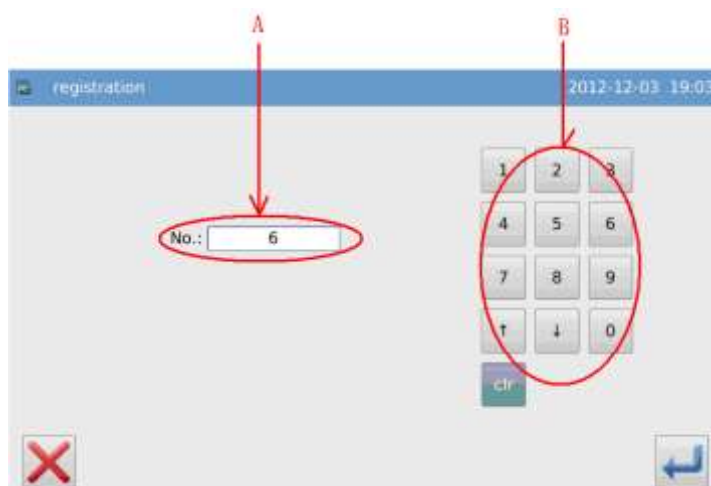 A B
registration 2012-12-03 19:03
1 2 3
No.: 6
4 5 6
7 8 9
↑ ↓ 0
clr